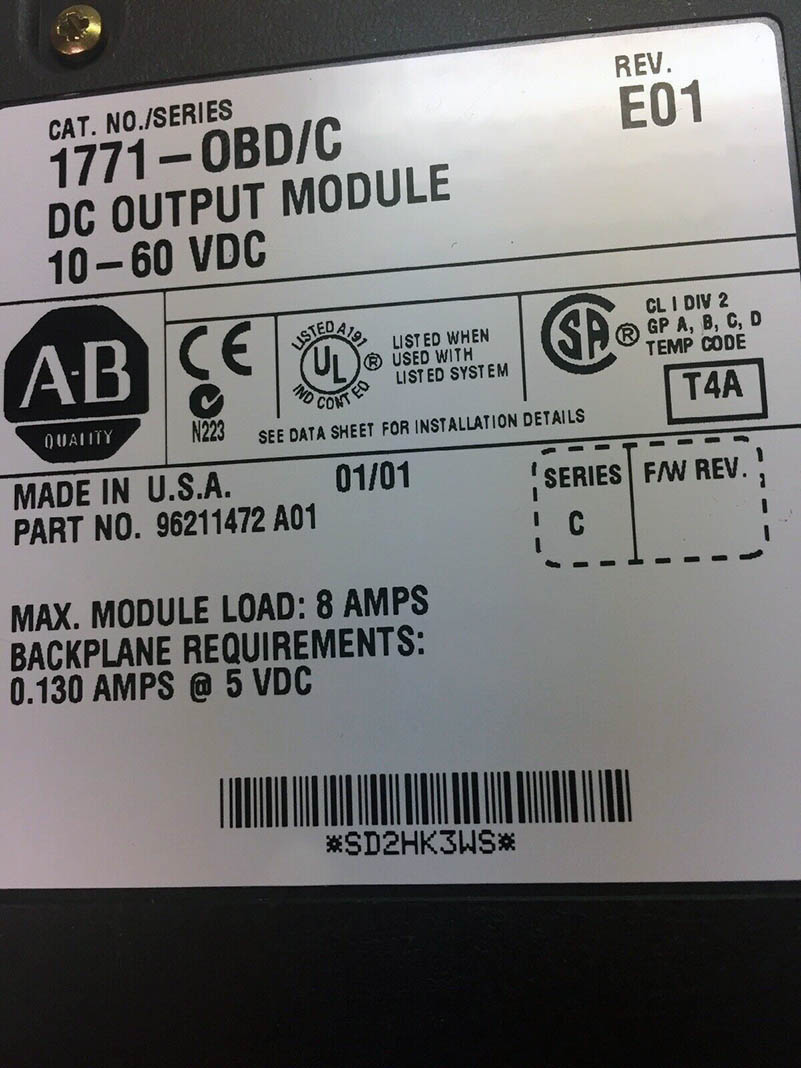 CAT. NO./SERIES
1771-OBD/C
DC OUTPUT MODULE
10-60 VDC
REV.
E01
A-B
QUALITY
CE
N223
LISTED A191
UL
IND CONT EQ
®
LISTED WHEN
USED WITH
LISTED SYSTEM
SA
®
CL I DIV 2
GP A, B, C, D
TEMP CODE
T4A
SEE DATA SHEET FOR INSTALLATION DETAILS
MADE IN U.S.A. 01/01
PART NO. 96211472 A01
SERIES F/W REV.
C
MAX. MODULE LOAD: 8 AMPS
BACKPLANE REQUIREMENTS:
0.130 AMPS @ 5 VDC
*SD2HK3WS*